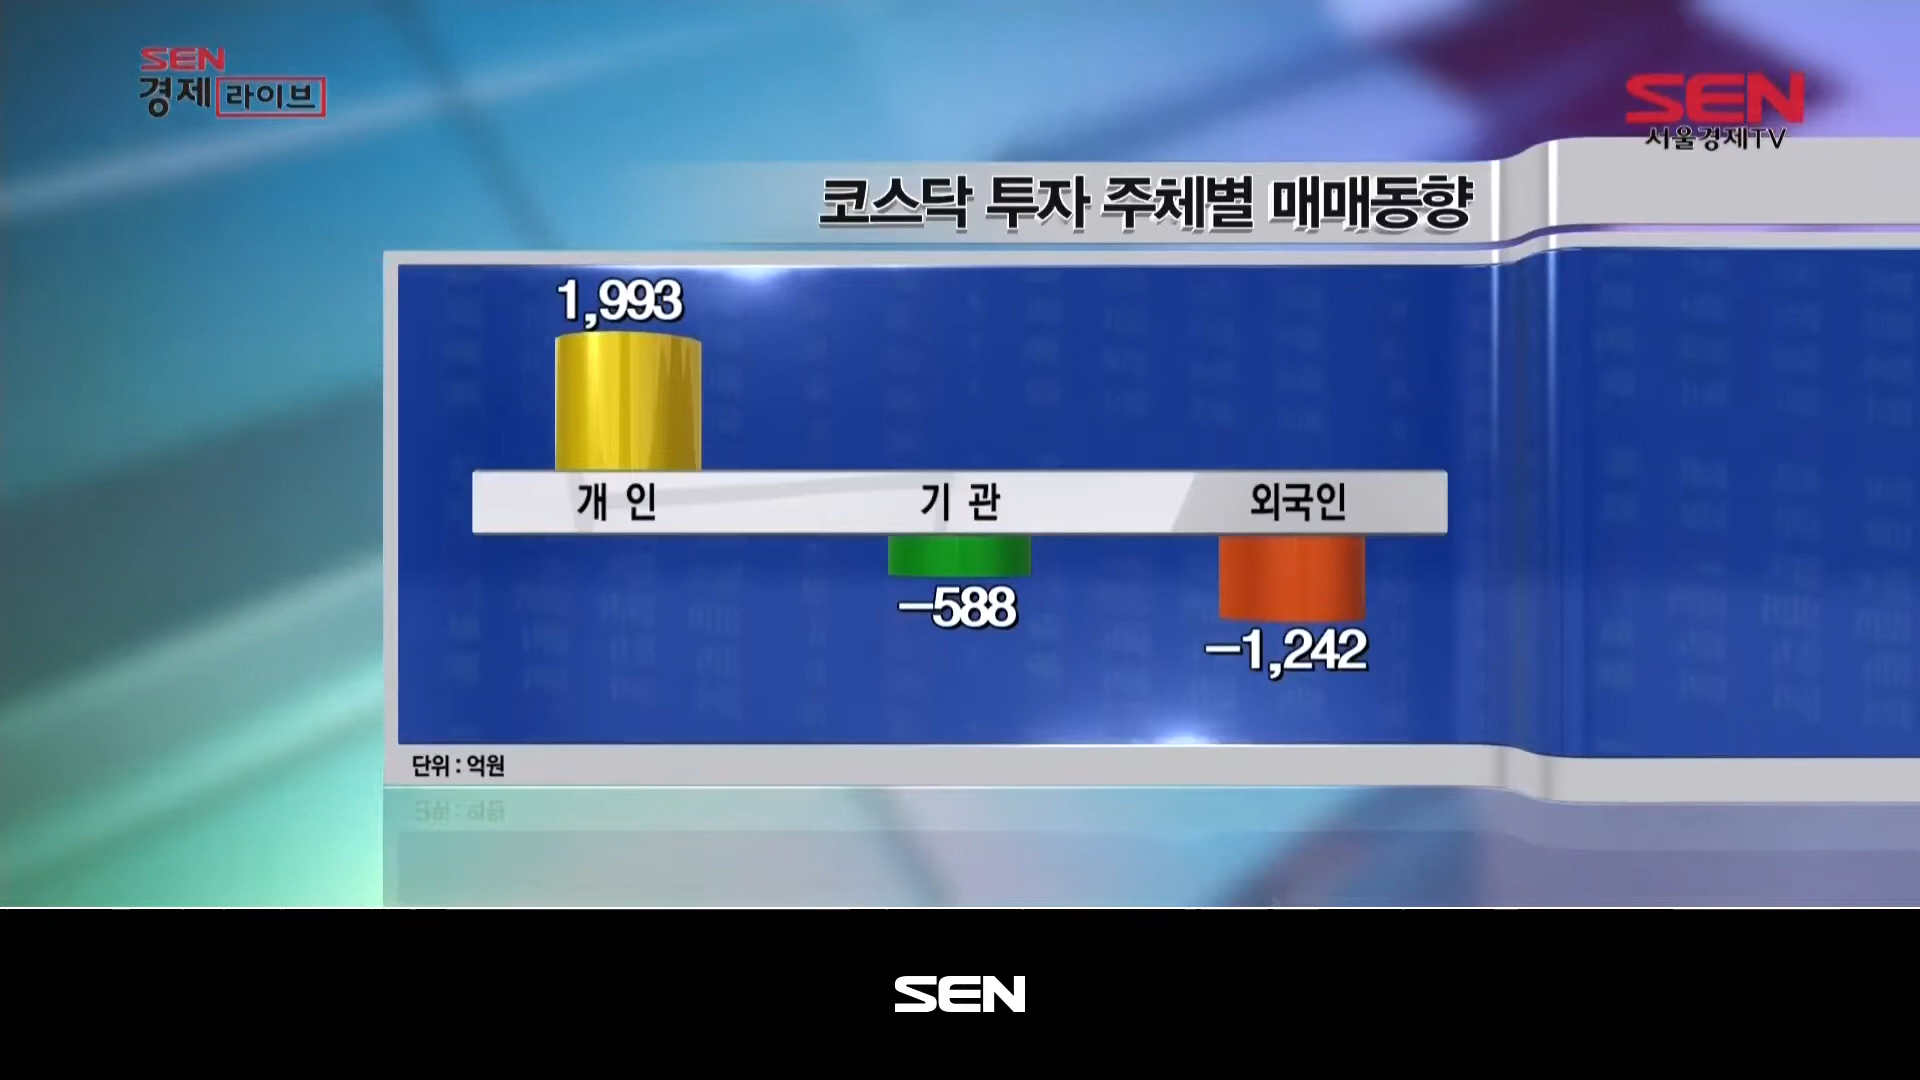 SEN
경제 라이브
SEN
서울경제TV
코스닥 투자 주체별 매매동향
1,993
개 인
기 관
외국인
-588
-1,242
단위 : 억원
SEN